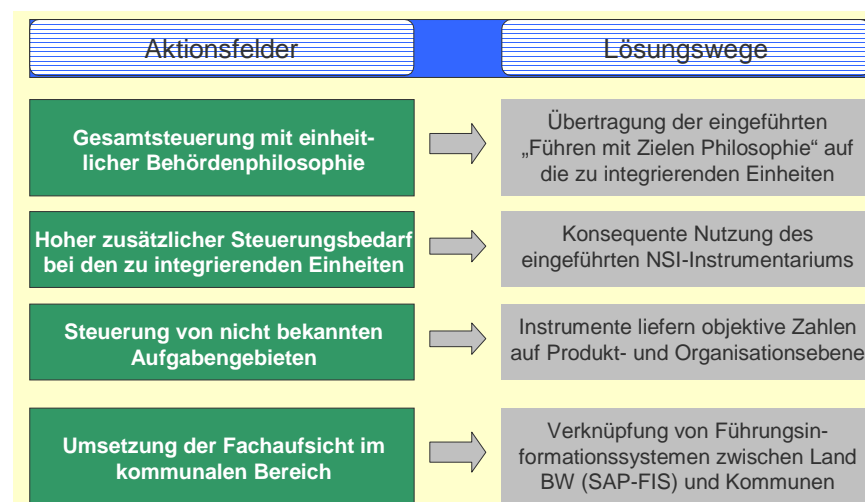 Aktionsfelder
Lösungswege
Gesamtsteuerung mit einheit-
licher Behördenphilosophie
Übertragung der eingeführten
„Führen mit Zielen Philosophie“ auf
die zu integrierenden Einheiten
Hoher zusätzlicher Steuerungsbedarf
bei den zu integrierenden Einheiten
Konsequente Nutzung des
eingeführten NSI-Instrumentariums
Steuerung von nicht bekannten
Aufgabengebieten
Instrumente liefern objektive Zahlen
auf Produkt- und Organisationsebene
Umsetzung der Fachaufsicht im
kommunalen Bereich
Verknüpfung von Führungsin-
formationssystemen zwischen Land
BW (SAP-FIS) und Kommunen